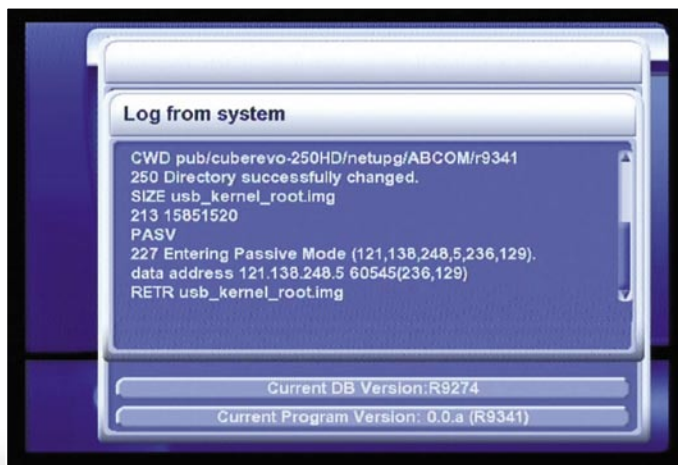 Log from system
CWD pub/cuberevo-250HD/netupg/ABCOM/r9341
250 Directory successfully changed.
SIZE usb_kernel_root.img
213 15851520
PASV
227 Entering Passive Mode (121,138,248,5,236,129).
data address 121.138.248.5 60545(236,129)
RETR usb_kernel_root.img
Current DB Version:R9274
Current Program Version: 0.0.a (R9341)